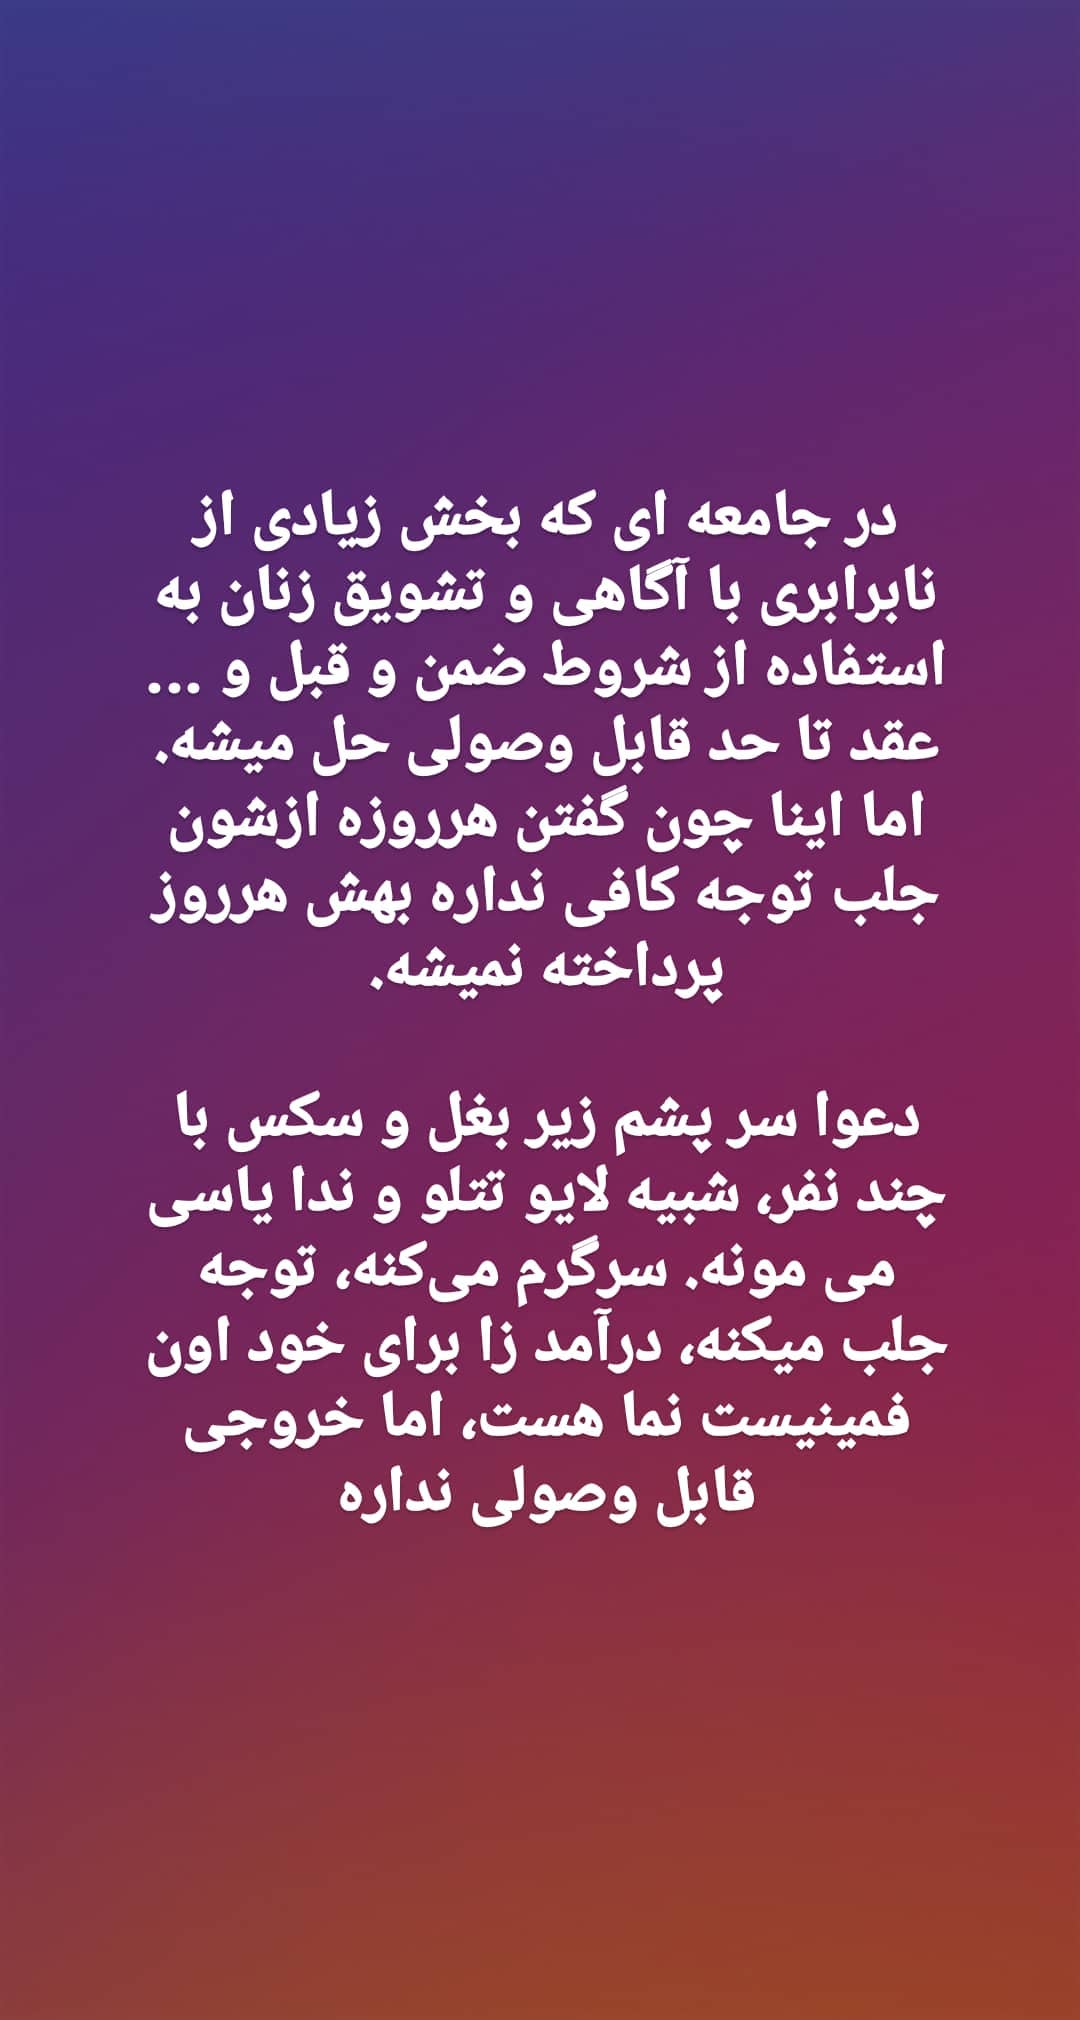 در جامعه ای که بخش زیادی از
نابرابری با آگاهی و تشویق زنان به
استفاده از شروط ضمن و قبل و ...
عقد تا حد قابل وصولی حل میشه.
اما اینا چون گفتن هرروزه ازشون
جلب توجه کافی نداره بهش هرروز
پرداخته نمیشه.
دعوا سر پشم زیر بغل و سکس با
چند نفر، شبیه لایو تتلو و ندا یاسی
می مونه. سرگرم می‌کنه، توجه
جلب میکنه، درآمد زا برای خود اون
فمینیست نما هست، اما خروجی
قابل وصولی نداره